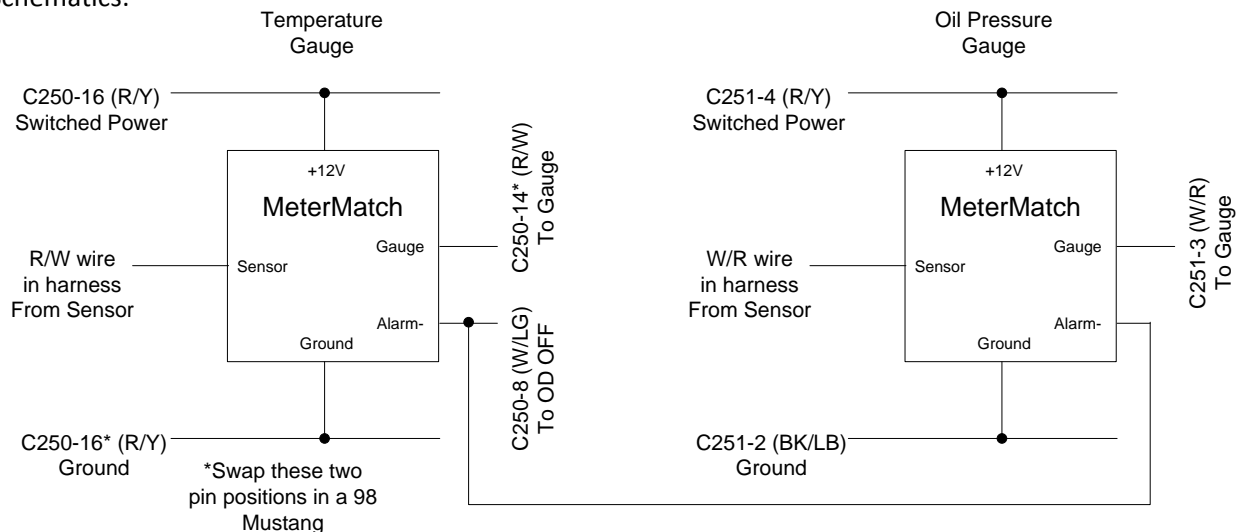 Schematics:
Temperature
Gauge
C250-16 (R/Y)
Switched Power
+12V
MeterMatch
Gauge
Sensor
Alarm-
Ground
R/W wire
in harness
From Sensor
C250-14* (R/W)
To Gauge
C250-8 (W/LG)
To OD OFF
C250-16* (R/Y)
Ground
*Swap these two
pin positions in a 98
Mustang
Oil Pressure
Gauge
C251-4 (R/Y)
Switched Power
+12V
MeterMatch
Gauge
Sensor
Alarm-
Ground
W/R wire
in harness
From Sensor
C251-3 (W/R)
To Gauge
C251-2 (BK/LB)
Ground